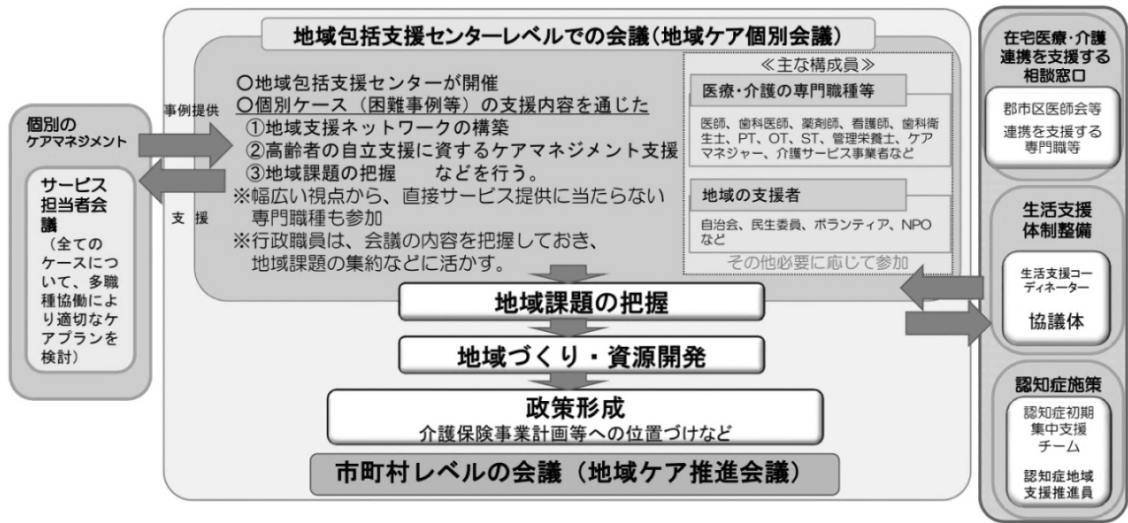 地域包括支援センターレベルでの会議(地域ケア個別会議)
個別の
ケアマネジメント
サービス
担当者会
議
(全ての
ケースにつ
いて、多職
種協働によ
り適切なケ
アプランを
検討)
事例提供
支 援
〇地域包括支援センターが開催
〇個別ケース(困難事例等)の支援内容を通じた
①地域支援ネットワークの構築
②高齢者の自立支援に資するケアマネジメント支援
③地域課題の把握 などを行う。
※幅広い視点から、直接サービス提供に当たらない
専門職種も参加
※行政職員は、会議の内容を把握しておき、
地域課題の集約などに活かす。
≪主な構成員≫
医療・介護の専門職種等
医師、歯科医師、薬剤師、看護師、歯科衛
生士、PT、OT、ST、管理栄養士、ケア
マネジャー、介護サービス事業者など
地域の支援者
自治会、民生委員、ボランティア、NPO
など
その他必要に応じて参加
地域課題の把握
地域づくり・資源開発
政策形成
介護保険事業計画等への位置づけなど
市町村レベルの会議(地域ケア推進会議)
在宅医療・介護
連携を支援する
相談窓口
郡市区医師会等
連携を支援する
専門職等
生活支援
体制整備
生活支援コー
ディネーター
協議体
認知症施策
認知症初期
集中支援
チーム
認知症地域
支援推進員